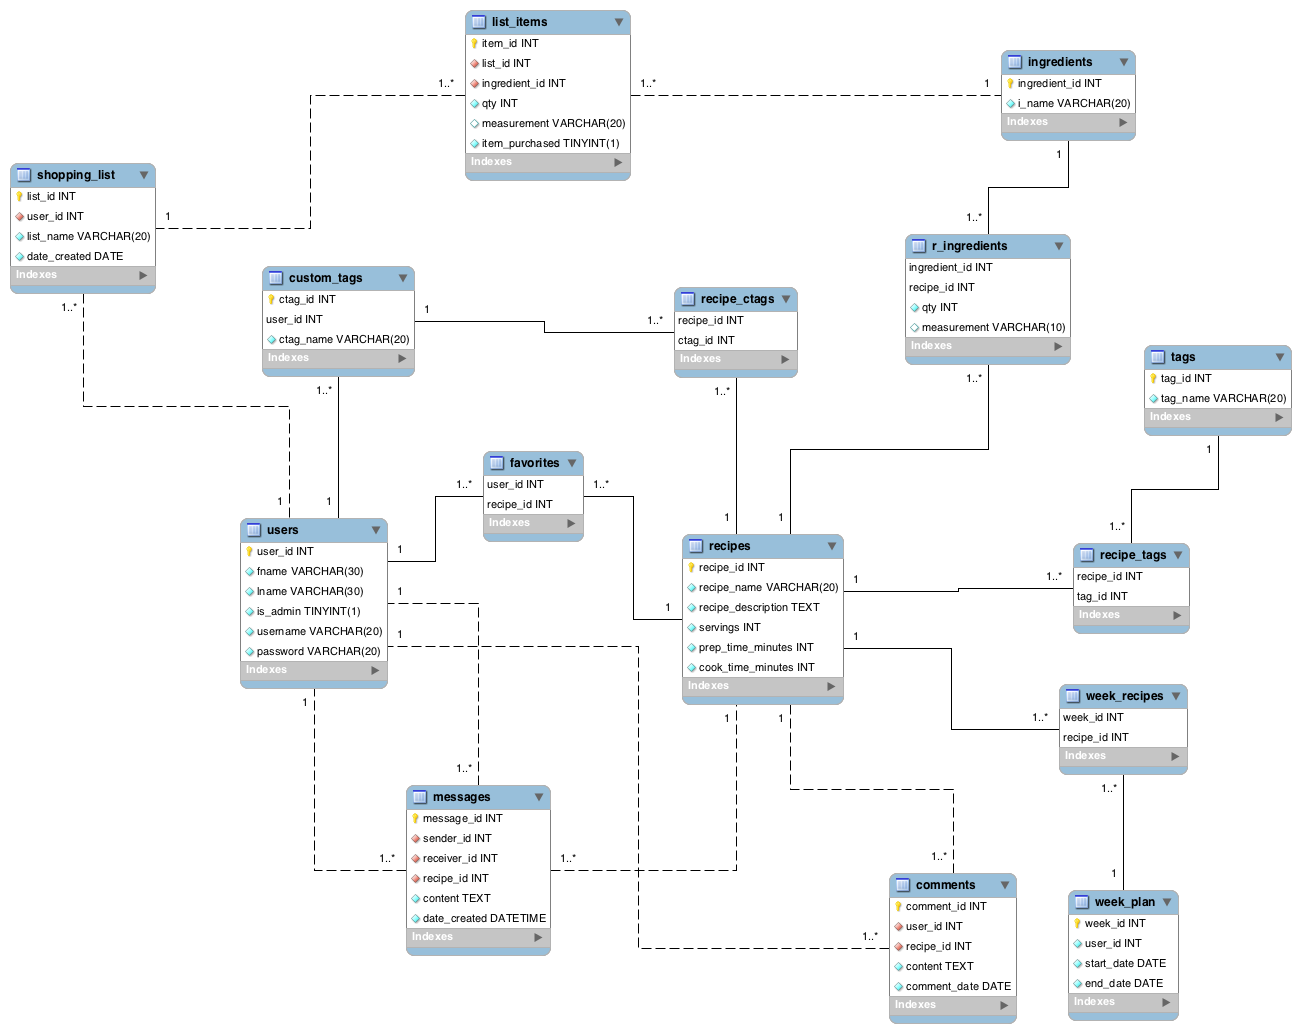 list_items
item_id INT
list_id INT
ingredient_id INT
qty INT
measurement VARCHAR(20)
item_purchased TINYINT(1)
Indexes
1..*
1..*
1
ingredients
ingredient_id INT
i_name VARCHAR(20)
Indexes
1
shopping_list
list_id INT
user_id INT
list_name VARCHAR(20)
date_created DATE
Indexes
1
1..*
custom_tags
ctag_id INT
user_id INT
ctag_name VARCHAR(20)
Indexes
1
1..*
recipe_ctags
recipe_id INT
ctag_id INT
Indexes
1..*
1..*
r_ingredients
ingredient_id INT
recipe_id INT
qty INT
measurement VARCHAR(10)
Indexes
1..*
1..*
tags
tag_id INT
tag_name VARCHAR(20)
Indexes
1
favorites
user_id INT
recipe_id INT
Indexes
1..*
1..*
1
1
users
user_id INT
fname VARCHAR(30)
lname VARCHAR(30)
is_admin TINYINT(1)
username VARCHAR(20)
password VARCHAR(20)
Indexes
1
1
1
1
1
1
recipes
recipe_id INT
recipe_name VARCHAR(20)
recipe_description TEXT
servings INT
prep_time_minutes INT
cook_time_minutes INT
Indexes
1
1
1
1
1
1..*
1..*
recipe_tags
recipe_id INT
tag_id INT
Indexes
1..*
week_recipes
week_id INT
recipe_id INT
Indexes
1..*
1..*
messages
message_id INT
sender_id INT
receiver_id INT
recipe_id INT
content TEXT
date_created DATETIME
Indexes
1..*
1..*
1..*
1..*
comments
comment_id INT
user_id INT
recipe_id INT
content TEXT
comment_date DATE
Indexes
1
week_plan
week_id INT
user_id INT
start_date DATE
end_date DATE
Indexes